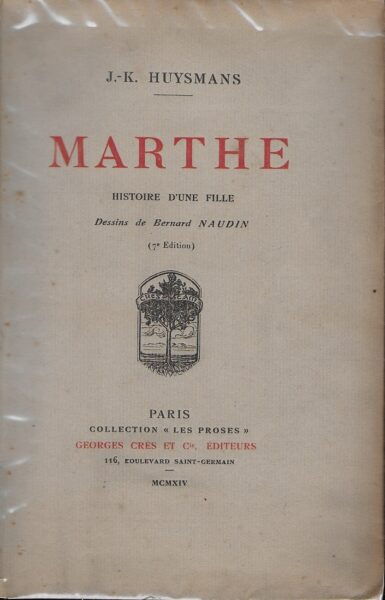 J.-K. HUYSMANS
MARTHE
HISTOIRE D'UNE FILLE
Dessins de Bernard NAUDIN
(7e Edition)
PARIS
COLLECTION « LES PROSES »
GEORGES CRÈS ET Cie, ÉDITEURS
116, BOULEVARD SAINT-GERMAIN
MCMXIV